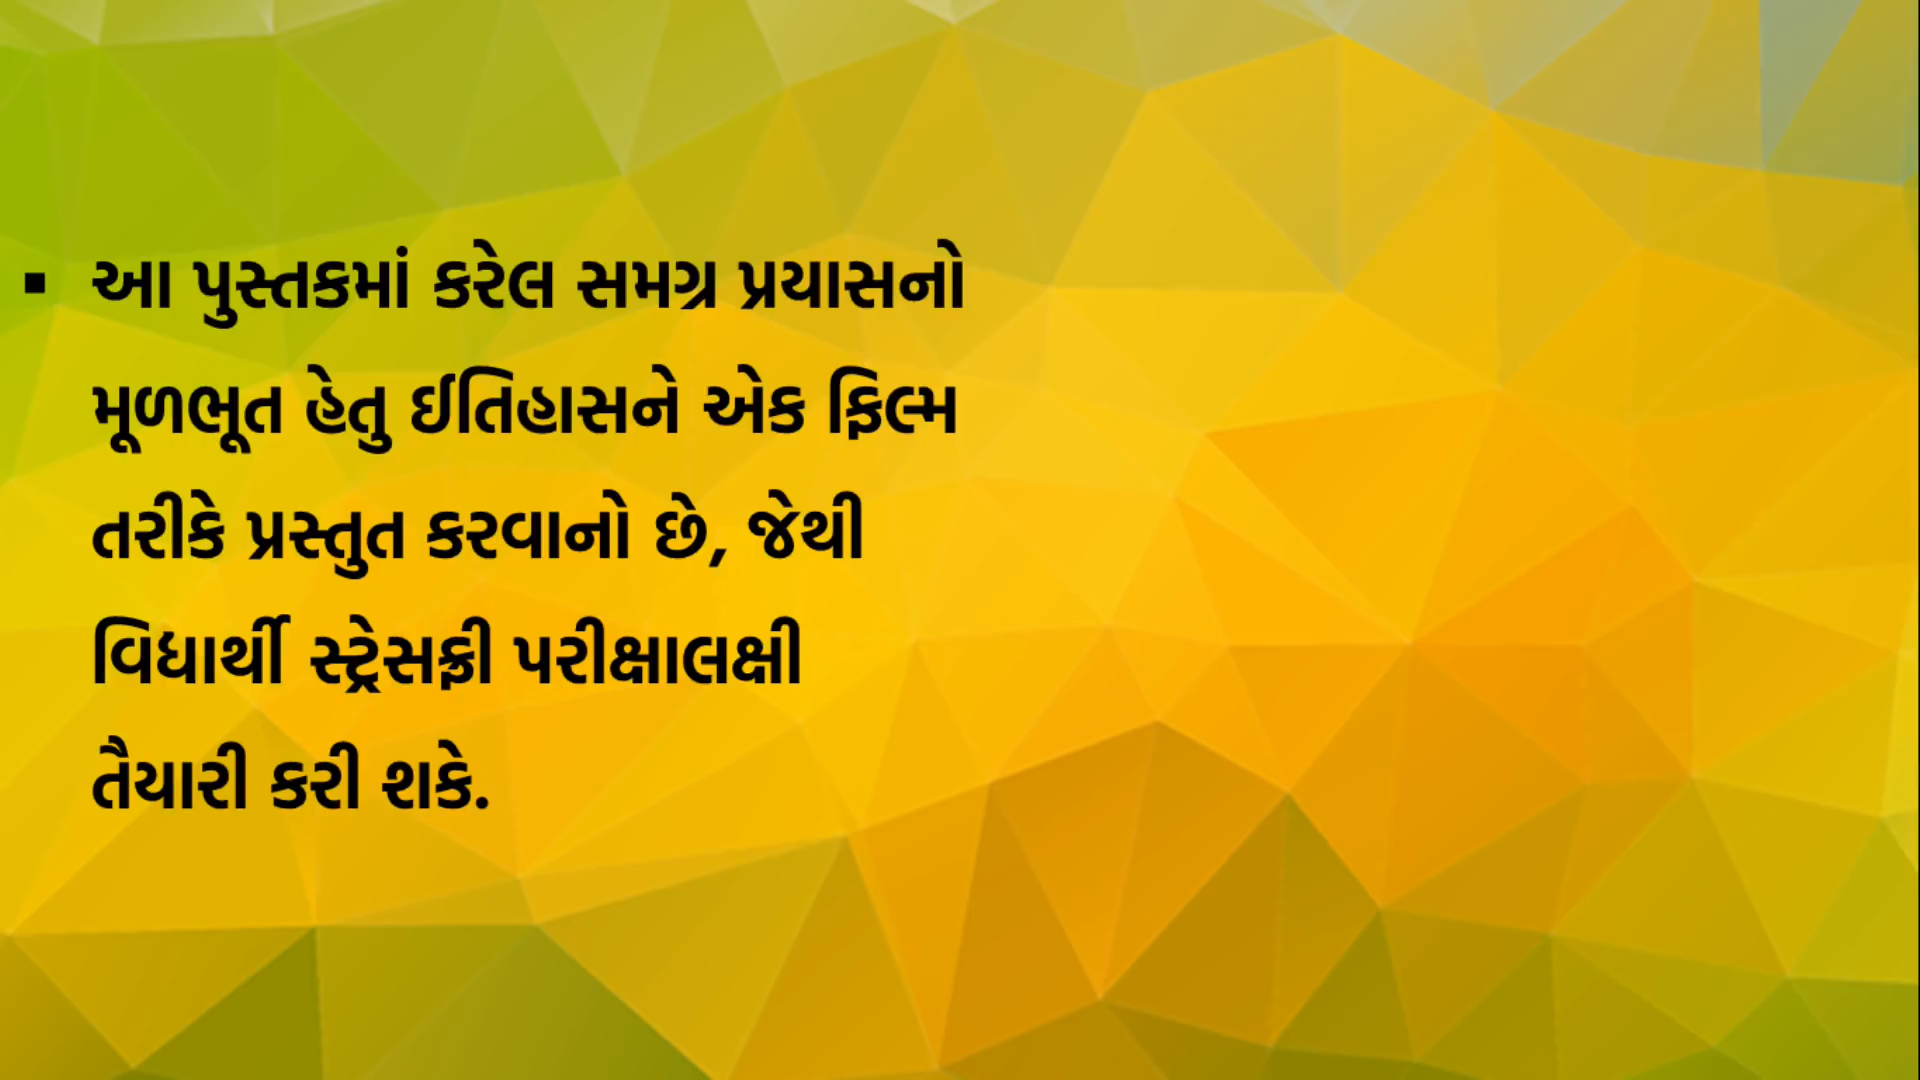 ▪ આ પુસ્તકમાં કરેલ સમગ્ર પ્રયાસનો
મૂળભૂત હેતુ ઈતિહાસને એક ફિલ્મ
તરીકે પ્રસ્તુત કરવાનો છે, જેથી
વિદ્યાર્થી સ્ટ્રેસફ્રી પરીક્ષાલક્ષી
તૈયારી કરી શકે.